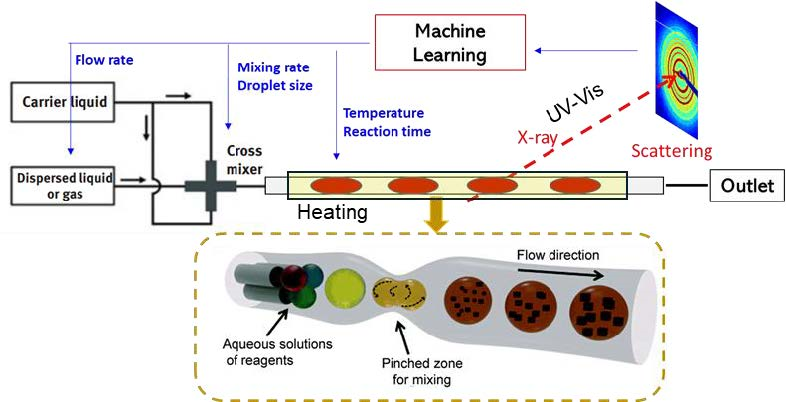 Machine
Learning
Flow rate
Mixing rate
Droplet size
Temperature
Reaction time
UV-Vis
X-ray
Scattering
Carrier liquid
Dispersed liquid
or gas
Cross
mixer
Heating
Outlet
Flow direction
Aqueous solutions
of reagents
Pinched zone
for mixing